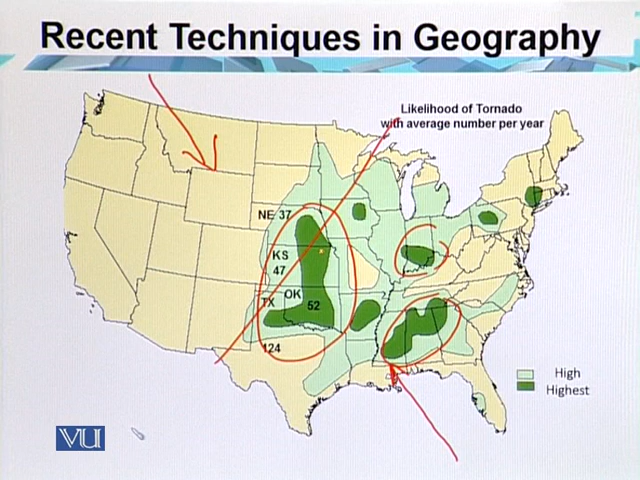 Recent Techniques in Geography
Likelihood of Tornado
with average number per year
NE 37
KS
47
OK
TX
52
124
High
Highest
VU